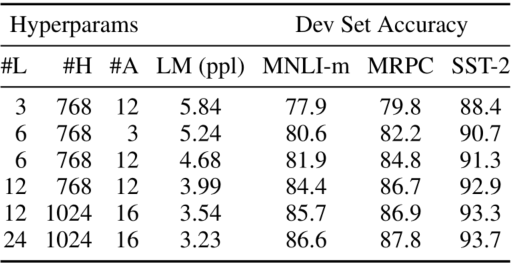 Hyperparams Dev Set Accuracy
#L #H #A LM (ppl) MNLI-m MRPC SST-2
3 768 12 5.84 77.9 79.8 88.4
6 768 3 5.24 80.6 82.2 90.7
6 768 12 4.68 81.9 84.8 91.3
12 768 12 3.99 84.4 86.7 92.9
12 1024 16 3.54 85.7 86.9 93.3
24 1024 16 3.23 86.6 87.8 93.7